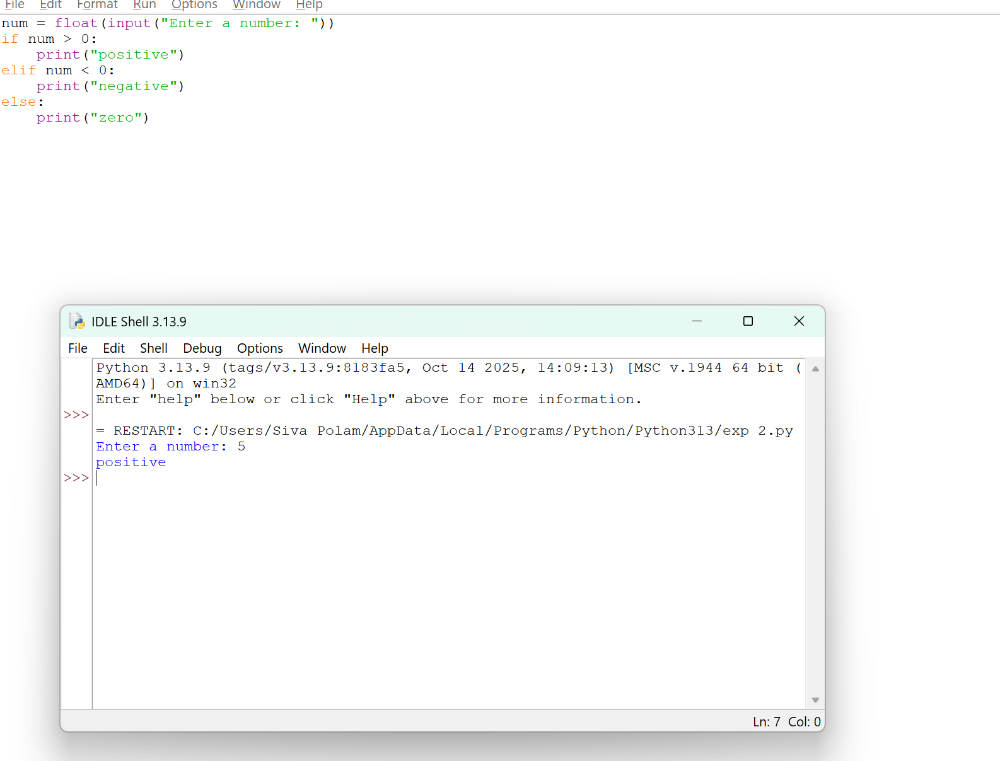 File Edit Format Run Options Window Help
num = float(input("Enter a number: "))
if num > 0:
    print("positive")
elif num < 0:
    print("negative")
else:
    print("zero")
IDLE Shell 3.13.9
File Edit Shell Debug Options Window Help
Python 3.13.9 (tags/v3.13.9:8183fa5, Oct 14 2025, 14:09:13) [MSC v.1944 64 bit (
AMD64)] on win32
Enter "help" below or click "Help" above for more information.
>>>
= RESTART: C:/Users/Siva Polam/AppData/Local/Programs/Python/Python313/exp 2.py
Enter a number: 5
positive
>>>
Ln: 7 Col: 0